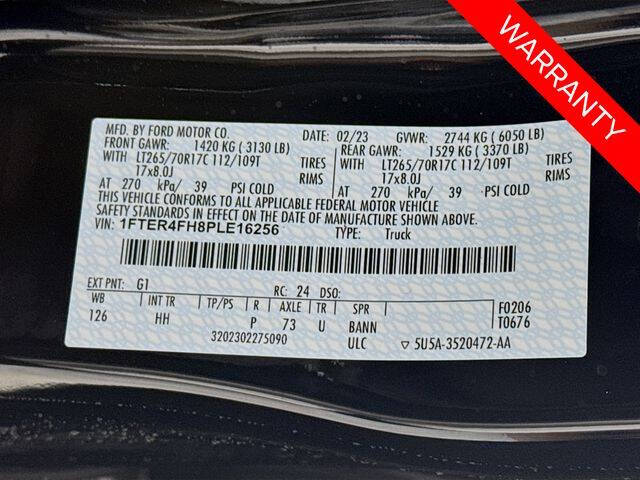 WARRANTY
MFD. BY FORD MOTOR CO. DATE: 02/23 GVWR: 2744 KG ( 6050 LB)
FRONT GAWR: 1420 KG ( 3130 LB) REAR GAWR: 1529 KG ( 3370 LB)
WITH LT265/70R17C 112/109T WITH LT265/70R17C 112/109T
17x8.0J 17x8.0J
AT 270 kPa/ 39 PSI COLD AT 270 kPa/ 39 PSI COLD
THIS VEHICLE CONFORMS TO ALL APPLICABLE FEDERAL MOTOR VEHICLE
SAFETY STANDARDS IN EFFECT ON THE DATE OF MANUFACTURE SHOWN ABOVE.
VIN: 1FTER4FH8PLE16256 TYPE: Truck
EXT PNT: G1 RC: 24 DSO:
WB INT TR TP/PS R AXLE TR SPR F0206
126 HH P 73 U BANN T0676
3202302275090 ULC ▽ 5U5A-3520472-AA